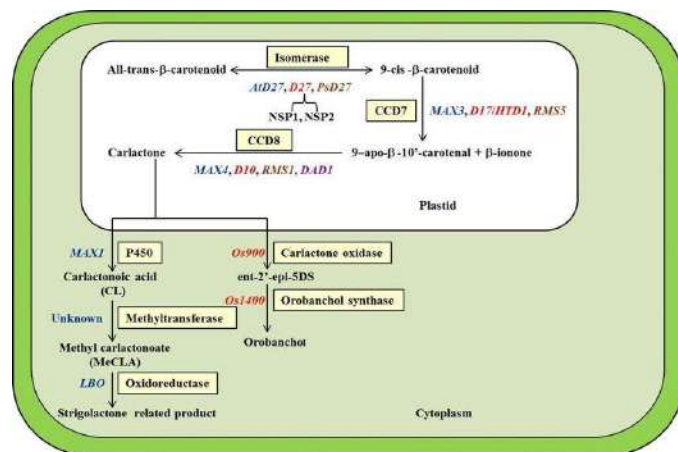 Isomerase
All-trans-β-carotenoid
9-cis -β-carotenoid
AtD27, D27, PsD27
NSP1, NSP2
CCD7
MAX3, D17/HTD1, RMS5
CCD8
Carlactone
9–apo-β -10'-carotenal + β-ionone
MAX4, D10, RMS1, DAD1
Plastid
MAX1
P450
Os900
Carlactone oxidase
Carlactonoic acid
(CL)
ent-2'-epi-5DS
Os1400
Orobanchol synthase
Unknown
Methyltransferase
Orobanchol
Methyl carlactonoate
(MeCLA)
LBO
Oxidoreductase
Strigolactone related product
Cytoplasm